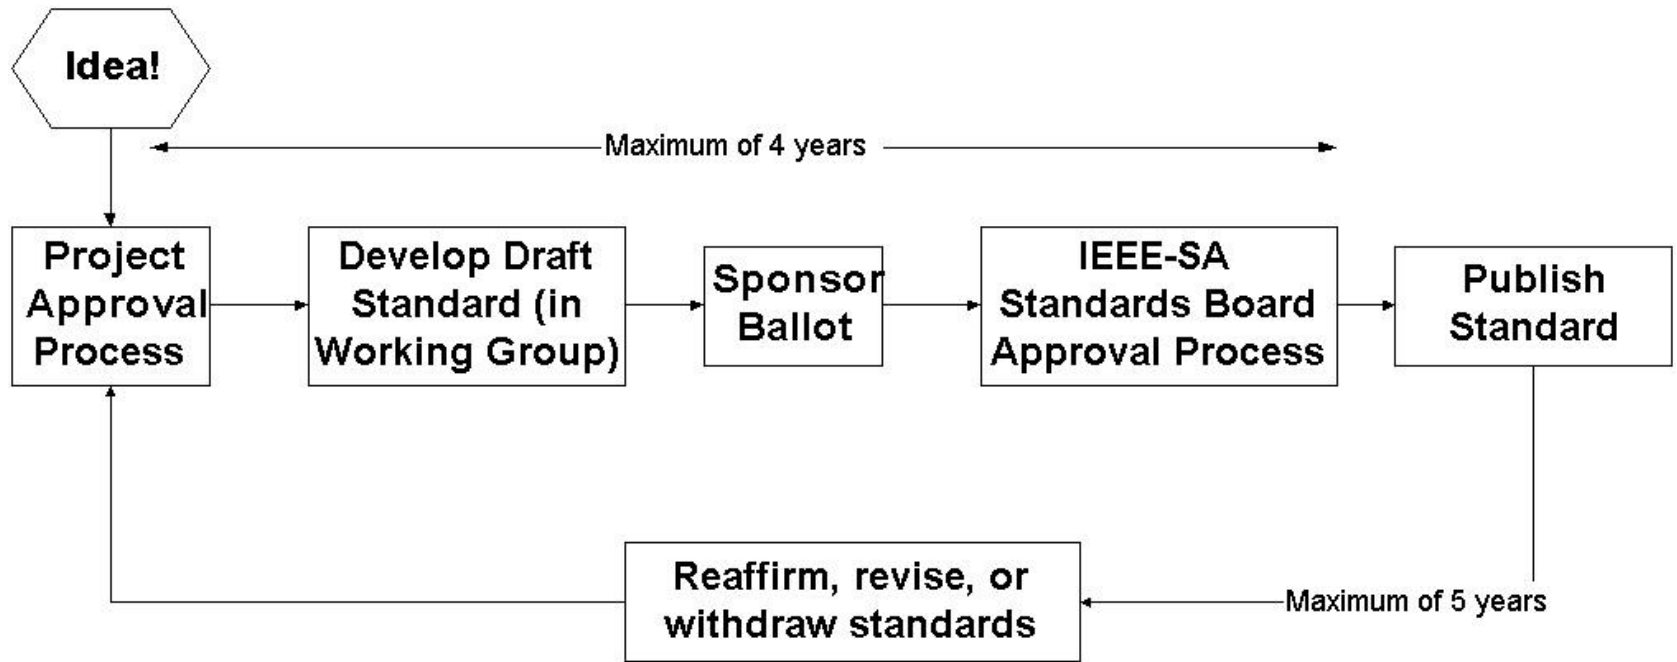 Idea!
Maximum of 4 years
Project
Approval
Process
Develop Draft
Standard (in
Working Group)
Sponsor
Ballot
IEEE-SA
Standards Board
Approval Process
Publish
Standard
Reaffirm, revise, or
withdraw standards
Maximum of 5 years